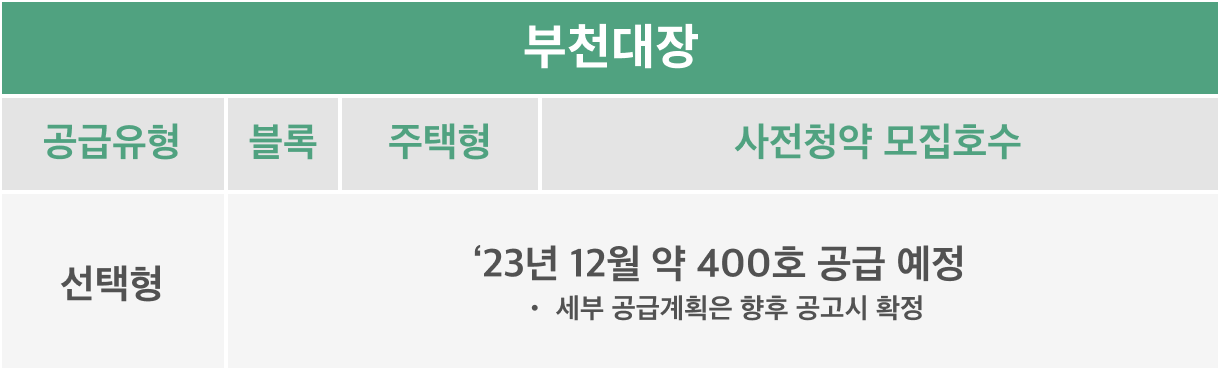 부천대장
공급유형 블록 주택형 사전청약 모집호수
선택형
‘23년 12월 약 400호 공급 예정
• 세부 공급계획은 향후 공고시 확정